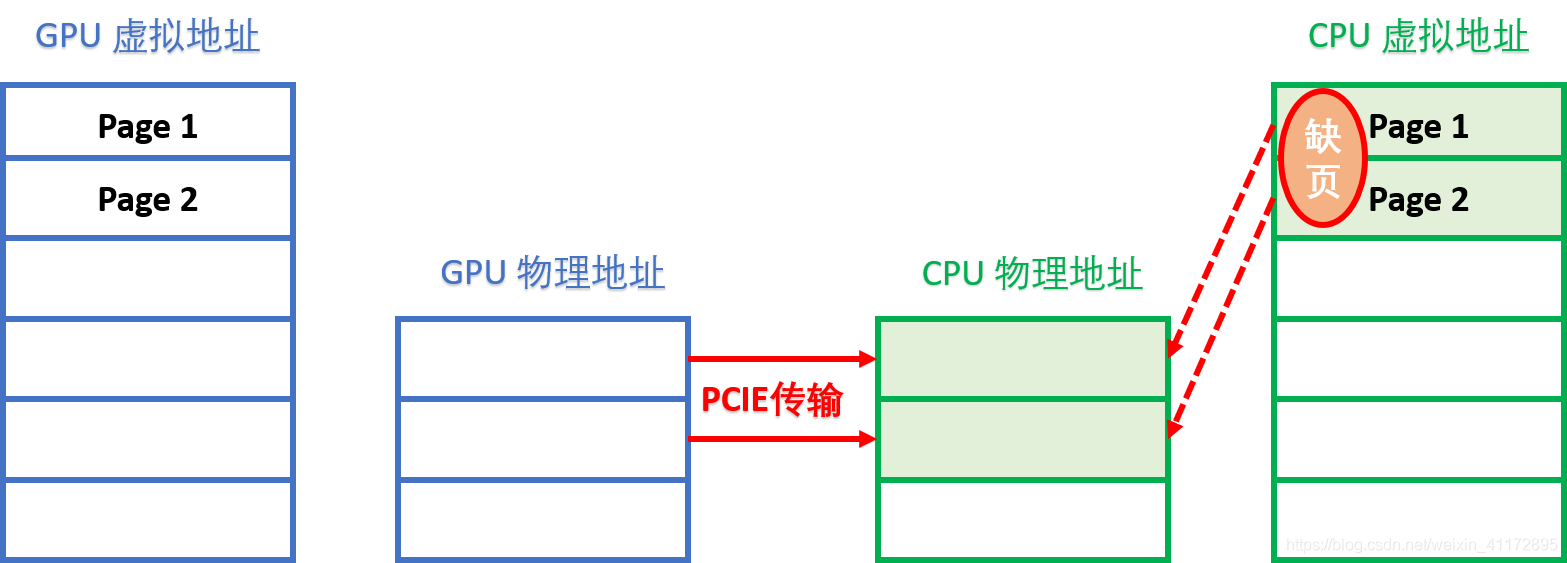 GPU 虚拟地址
CPU 虚拟地址
Page 1
Page 2
缺
页
Page 1
Page 2
GPU 物理地址
CPU 物理地址
PCIE传输
https://blog.csdn.net/weixin_41172895